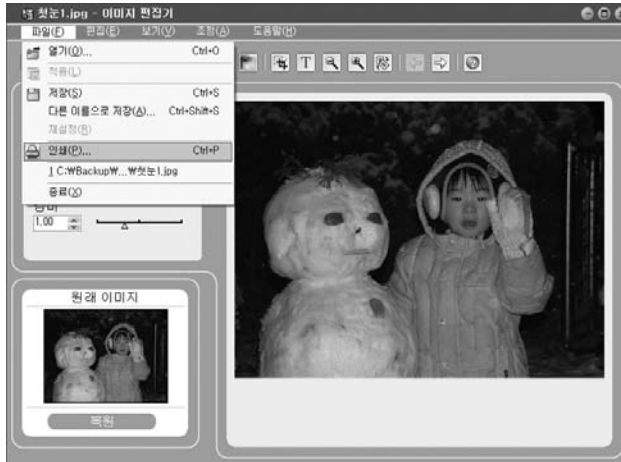 첫눈1.jpg - 이미지 편집기
파일(F) 편집(E) 보기(V) 조정(A) 도움말(H)
열기(O)... Ctrl+O
적용(L)
저장(S) Ctrl+S
다른 이름으로 저장(A)... Ctrl+Shift+S
재설정(R)
인쇄(P)... Ctrl+P
1 C:₩Backup₩...₩첫눈1.jpg
종료(X)
감마
1.00
T
원래 이미지
복원